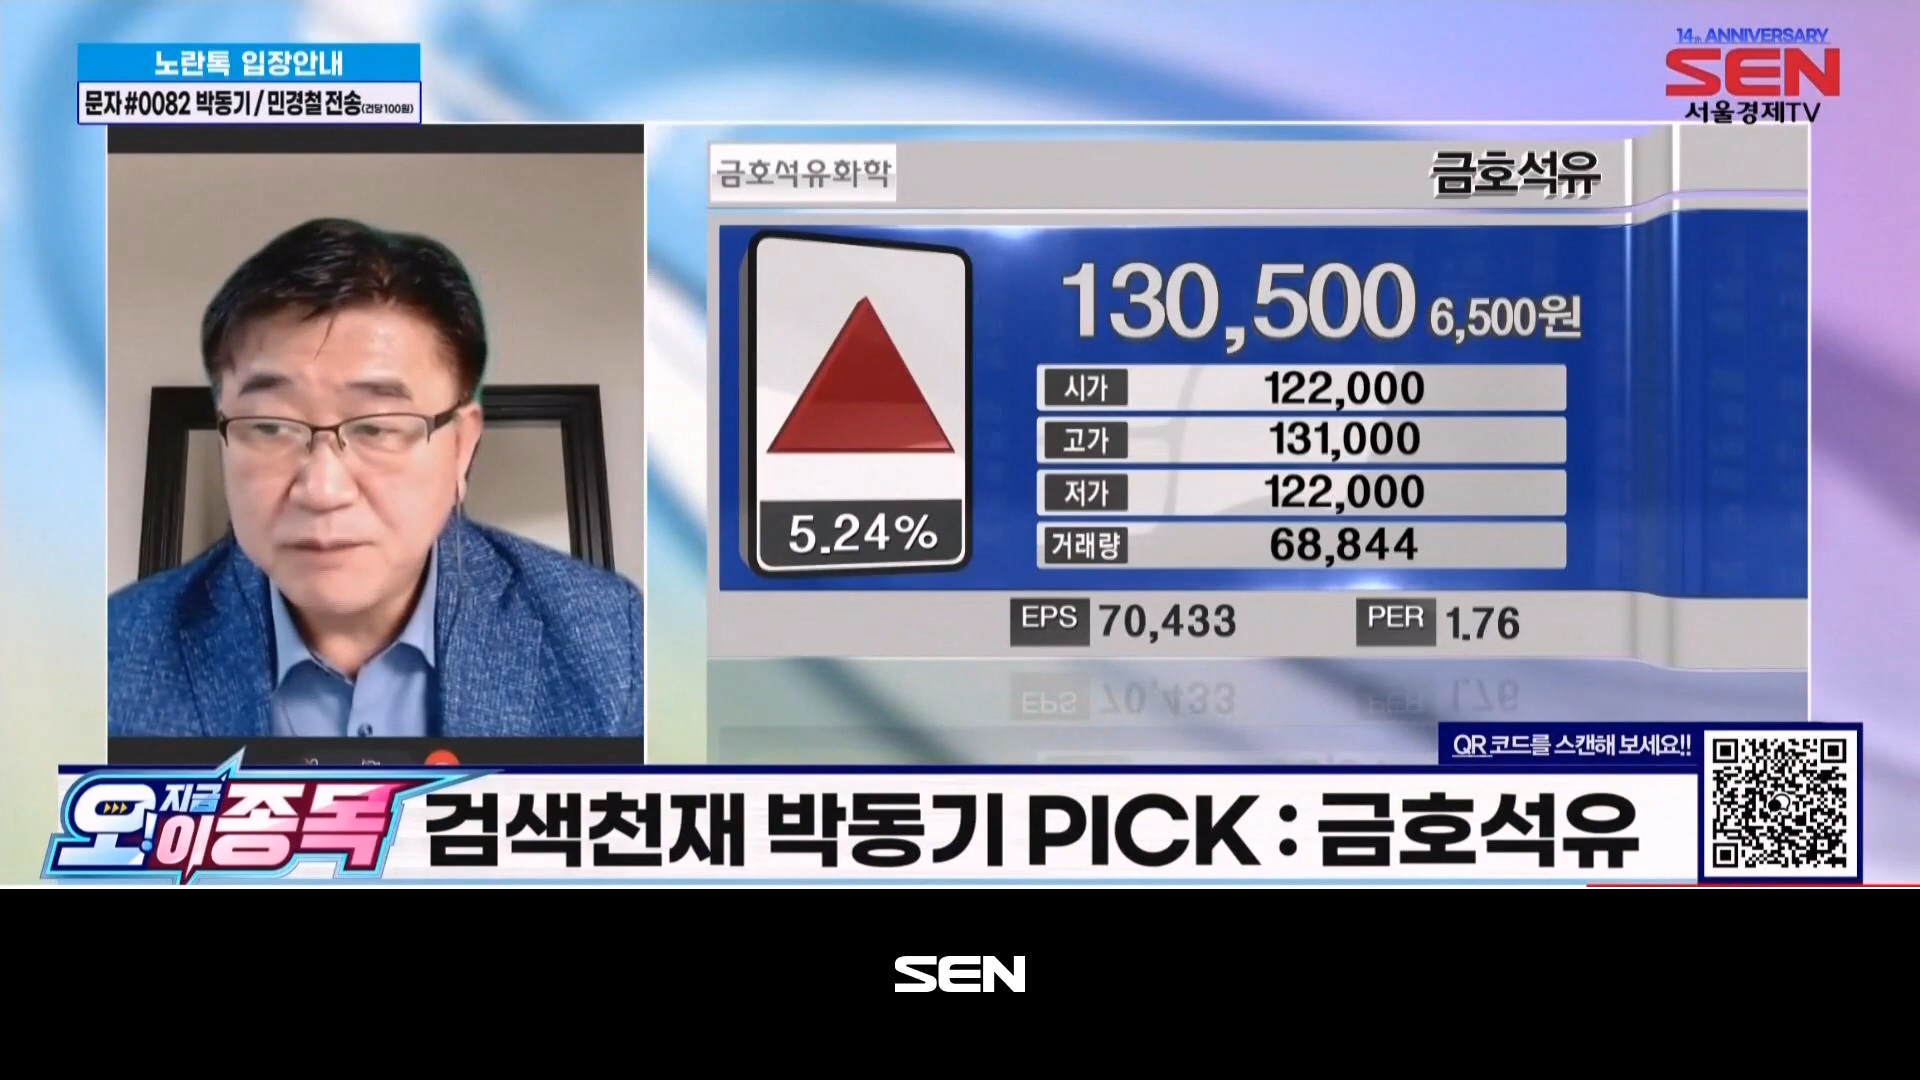 노란톡 입장안내
문자#0082 박동기/민경철 전송(건당100원)
14th ANNIVERSARY
SEN
서울경제TV
금호석유화학
금호석유
130,500 6,500원
시가 122,000
고가 131,000
저가 122,000
거래량 68,844
5.24%
EPS 70,433 PER 1.76
QR 코드를 스캔해 보세요!!
오! 지금 이종목
검색천재 박동기 PICK : 금호석유
SEN